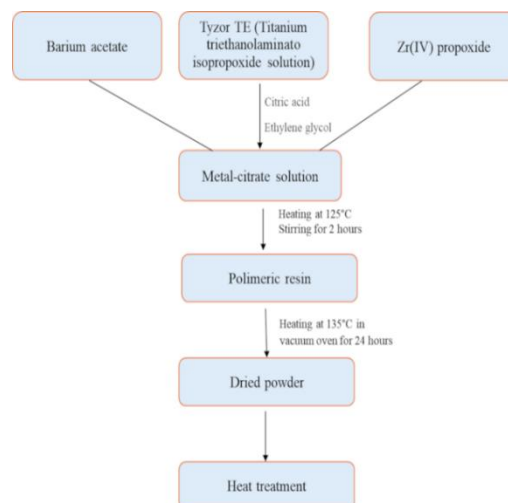 Barium acetate
Tyzor TE (Titanium
triethanolaminato
isopropoxide solution)
Zr(IV) propoxide
Citric acid
Ethylene glycol
Metal-citrate solution
Heating at 125°C
Stirring for 2 hours
Polimeric resin
Heating at 135°C in
vacuum oven for 24 hours
Dried powder
Heat treatment